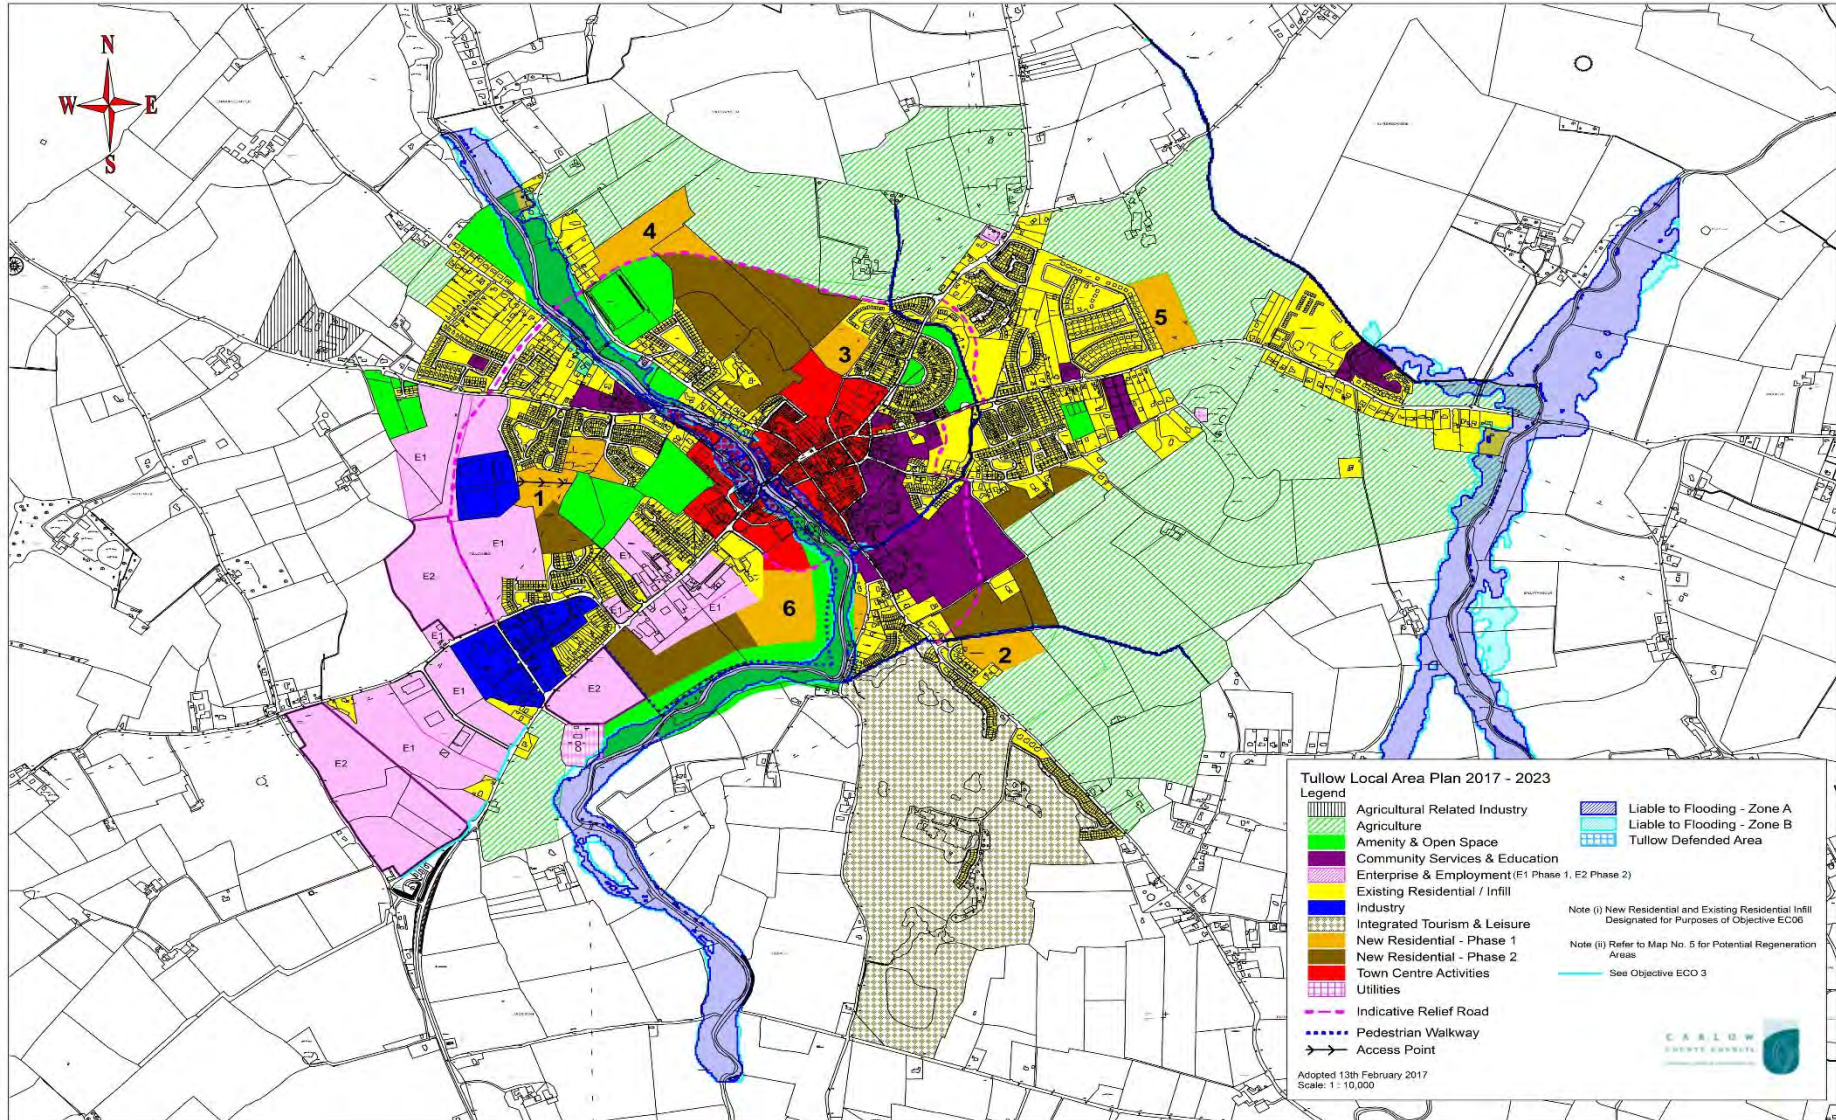 N
W E
S
4
5
3
E1
1
E1
E1
E2
E1
E1
6
E1
2
E1
E2
8
E1
E2
Tullow Local Area Plan 2017 - 2023
Legend
Agricultural Related Industry
Agriculture
Amenity & Open Space
Community Services & Education
Enterprise & Employment (E1 Phase 1, E2 Phase 2)
Existing Residential / Infill
Industry
Integrated Tourism & Leisure
New Residential - Phase 1
New Residential - Phase 2
Town Centre Activities
Utilities
Indicative Relief Road
Pedestrian Walkway
Access Point
Adopted 13th February 2017
Scale: 1 : 10,000
Liable to Flooding - Zone A
Liable to Flooding - Zone B
Tullow Defended Area
Note (i) New Residential and Existing Residential Infill
Designated for Purposes of Objective EC06
Note (ii) Refer to Map No. 5 for Potential Regeneration
Areas
See Objective ECO 3
CARLOW
COUNTY COUNCIL